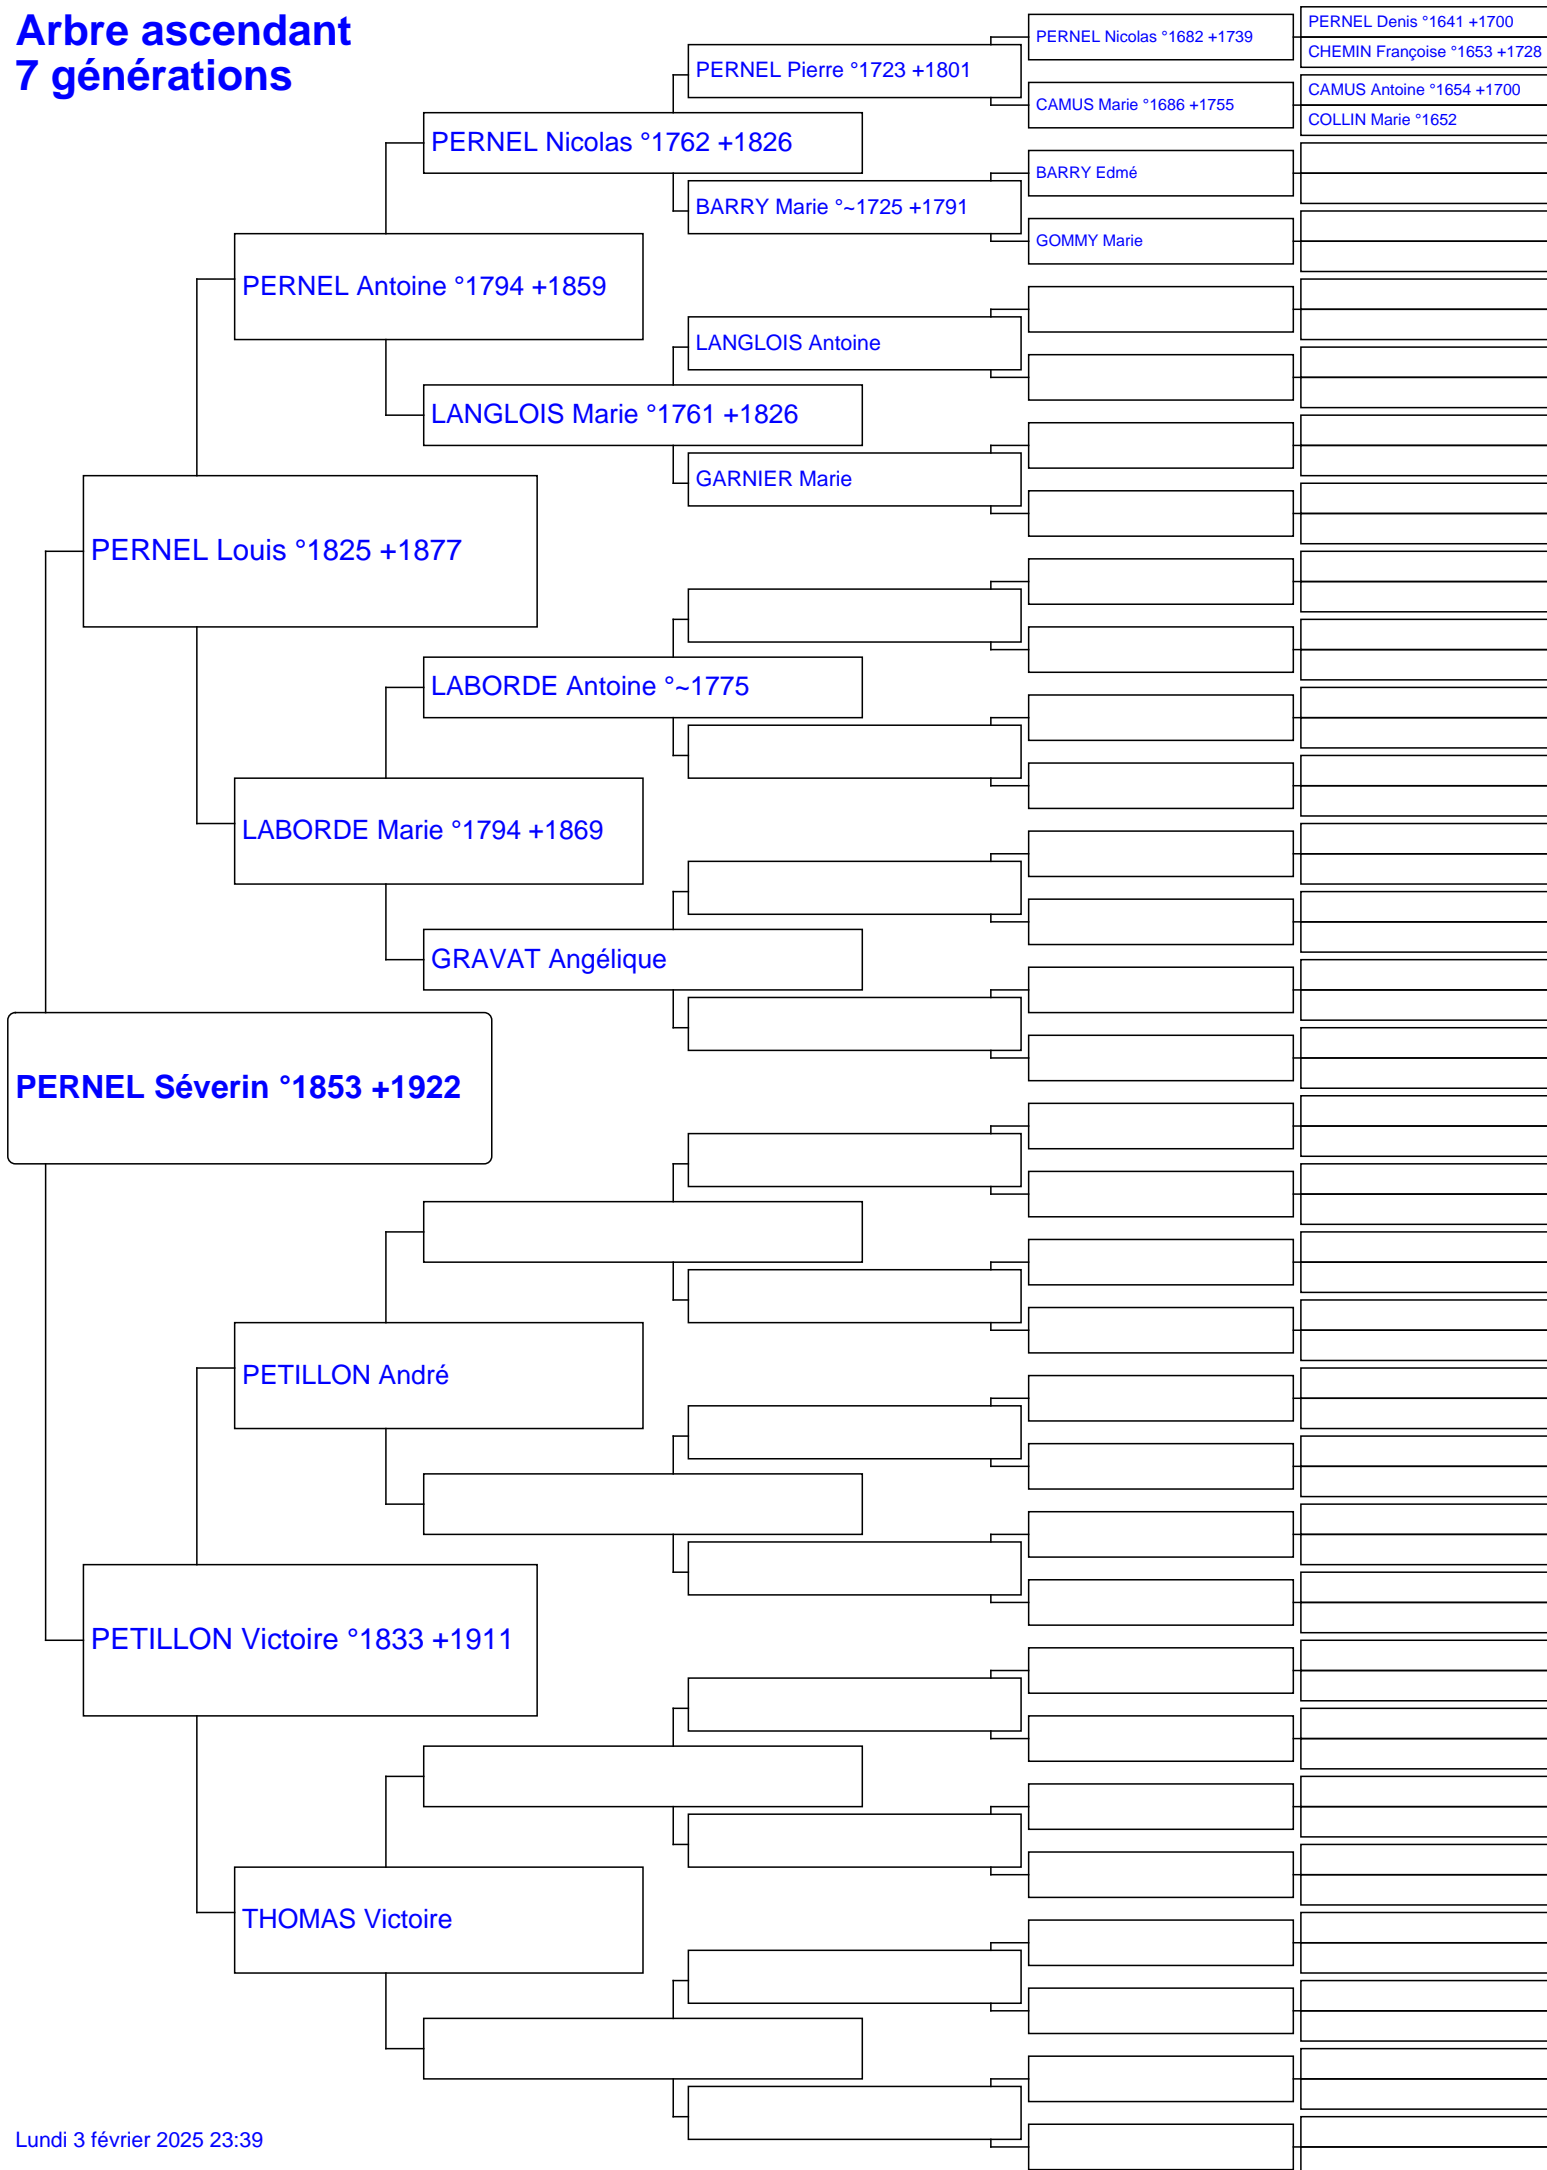 Arbre ascendant
7 générations
PERNEL Denis °1641 +1700
PERNEL Nicolas °1682 +1739
CHEMIN Françoise °1653 +1728
PERNEL Pierre °1723 +1801
CAMUS Antoine °1654 +1700
CAMUS Marie °1686 +1755
COLLIN Marie °1652
PERNEL Nicolas °1762 +1826
BARRY Edmé
BARRY Marie °~1725 +1791
GOMMY Marie
PERNEL Antoine °1794 +1859
LANGLOIS Antoine
LANGLOIS Marie °1761 +1826
GARNIER Marie
PERNEL Louis °1825 +1877
LABORDE Antoine °~1775
LABORDE Marie °1794 +1869
GRAVAT Angélique
PERNEL Séverin °1853 +1922
PETILLON André
PETILLON Victoire °1833 +1911
THOMAS Victoire
Lundi 3 février 2025 23:39